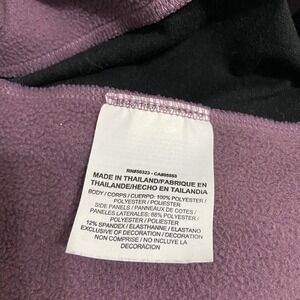 RN#56323 - CA#05553
MADE IN THAILAND/FABRIQUE EN
THAILANDE/HECHO EN TAILANDIA
BODY / CORPS / CUERPO: 100% POLYESTER
/ POLYESTER / POLIESTER
SIDE PANELS / PANNEAUX DE COTES /
PANELES LATERALES: 88% POLYESTER /
POLYESTER / POLIESTER
12% SPANDEX / ELASTHANNE / ELASTANO
EXCLUSIVE OF DECORATION / DECORATION
NON COMPRISE / NO INCLUYE LA
DECORACION